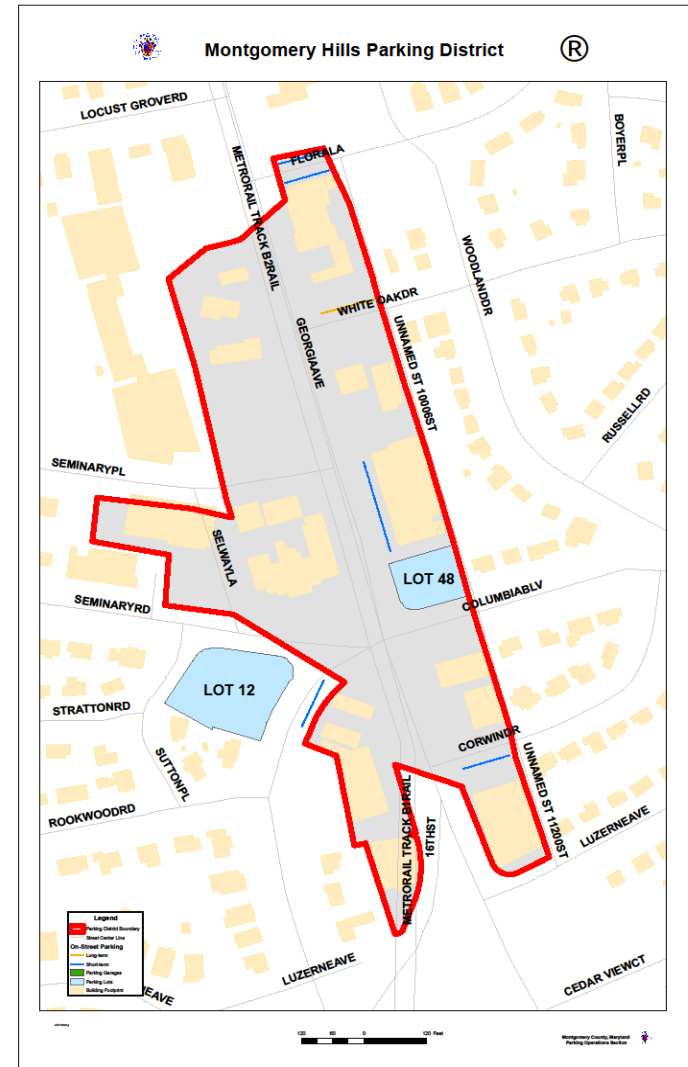 Montgomery Hills Parking District
®
LOCUST GROVERD
BOYERPL
FLORALA
METRORAIL TRACK B2RAIL
WOODLANDDR
WHITE OAKDR
GEORGIAAVE
UNNAMED ST 10006ST
RUSSELLRD
SEMINARYPL
SELWAYLA
LOT 48
COLUMBIABLV
SEMINARYRD
LOT 12
STRATTONRD
CORWINDR
SUTTONPL
UNNAMED ST 11200ST
ROOKWOODRD
METRORAIL TRACK B1RAIL
16THST
LUZERNEAVE
LUZERNEAVE
CEDAR VIEWCT
NEAVE
Legend
Parking District Boundary
Street Center Line
On-Street Parking
Long-term
Short-term
Parking Garages
Parking Lots
Building Footprint
120 60 0 120 Feet
Montgomery County, Maryland
Parking Operations Section